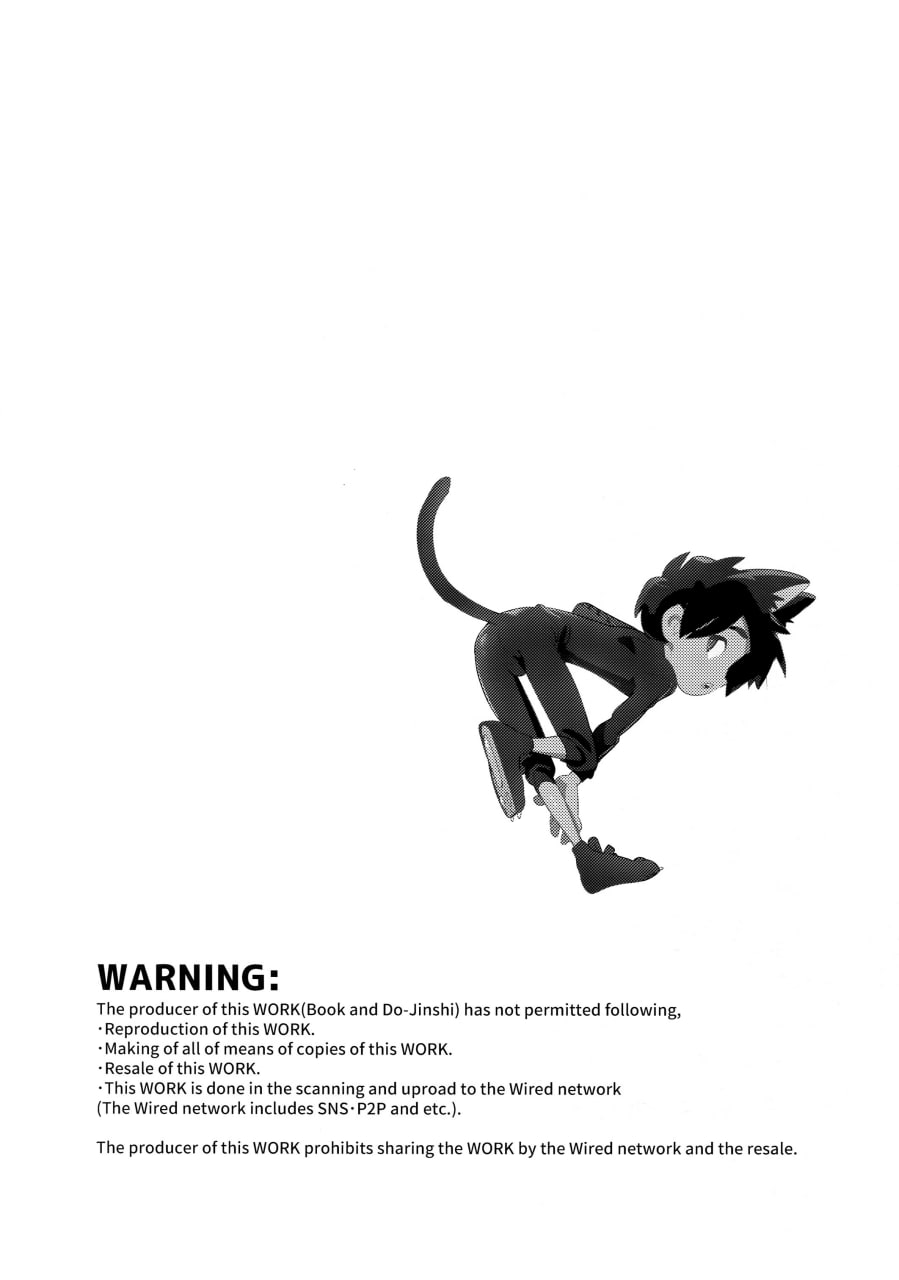 WARNING:
The producer of this WORK(Book and Do-Jinshi) has not permitted following,
・Reproduction of this WORK.
・Making of all of means of copies of this WORK.
・Resale of this WORK.
・This WORK is done in the scanning and uproad to the Wired network
(The Wired network includes SNS・P2P and etc.).
The producer of this WORK prohibits sharing the WORK by the Wired network and the resale.